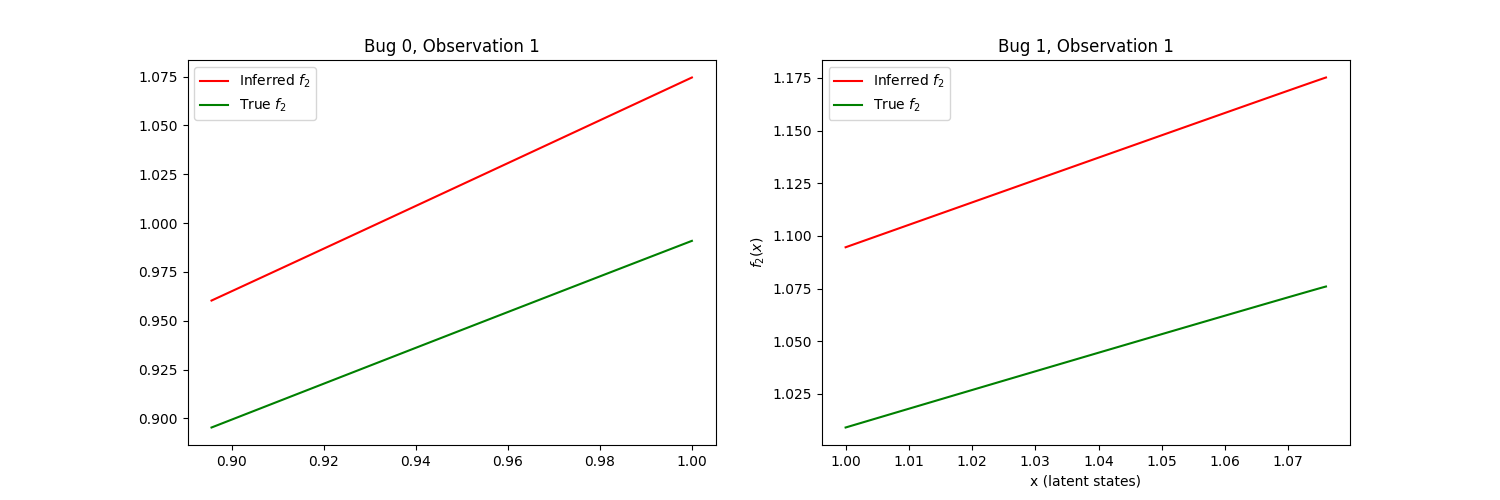 Bug 0, Observation 1
Inferred f₂
True f₂
1.075
1.050
1.025
1.000
0.975
0.950
0.925
0.900
0.90 0.92 0.94 0.96 0.98 1.00
Bug 1, Observation 1
Inferred f₂
True f₂
f₂(x)
1.175
1.150
1.125
1.100
1.075
1.050
1.025
1.00 1.01 1.02 1.03 1.04 1.05 1.06 1.07
x (latent states)